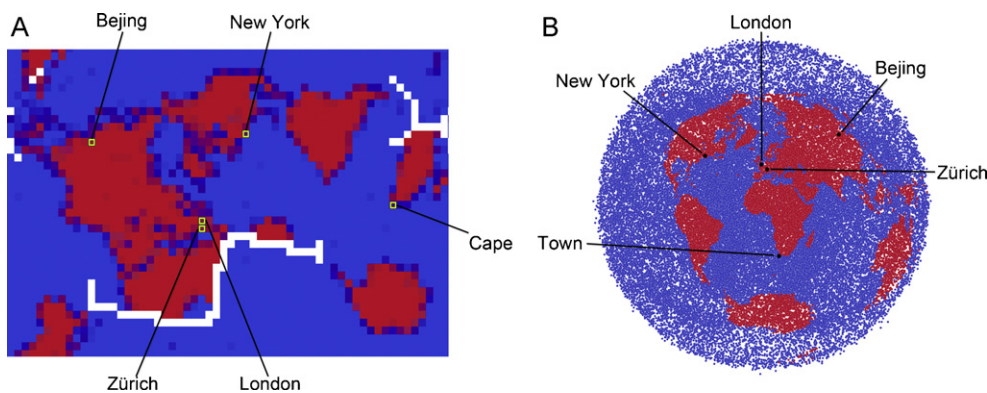 A
Bejing
New York
Cape
Zürich
London
B
London
New York
Bejing
Zürich
Town